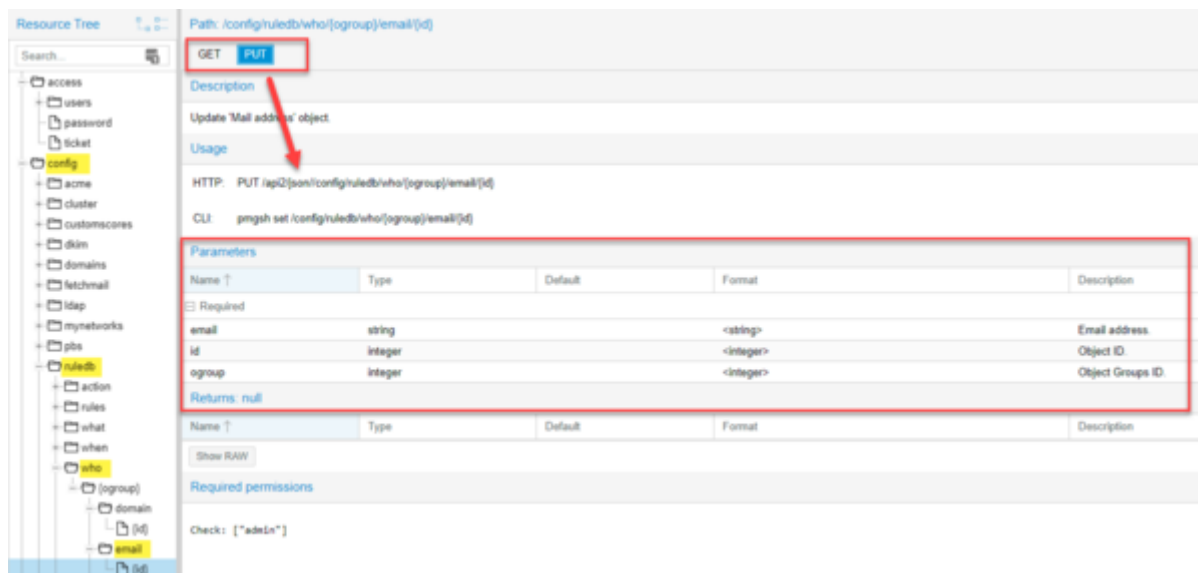 Resource Tree
Search...
access
users
password
ticket
config
acme
cluster
customscores
dkim
domains
fetchmail
ldap
mynetworks
pbs
ruledb
action
rules
what
when
who
{ogroup}
domain
{id}
email
{id}
Path: /config/ruledb/who/{ogroup}/email/{id}
GET PUT
Description
Update 'Mail address' object.
Usage
HTTP: PUT /api2/json//config/ruledb/who/{ogroup}/email/{id}
CLI: pmgsh set /config/ruledb/who/{ogroup}/email/{id}
Parameters
Name ↑ Type Default Format Description
Required
email string <string> Email address.
id integer <integer> Object ID.
ogroup integer <integer> Object Groups ID.
Returns: null
Name ↑ Type Default Format Description
Show RAW
Required permissions
Check: ["admin"]